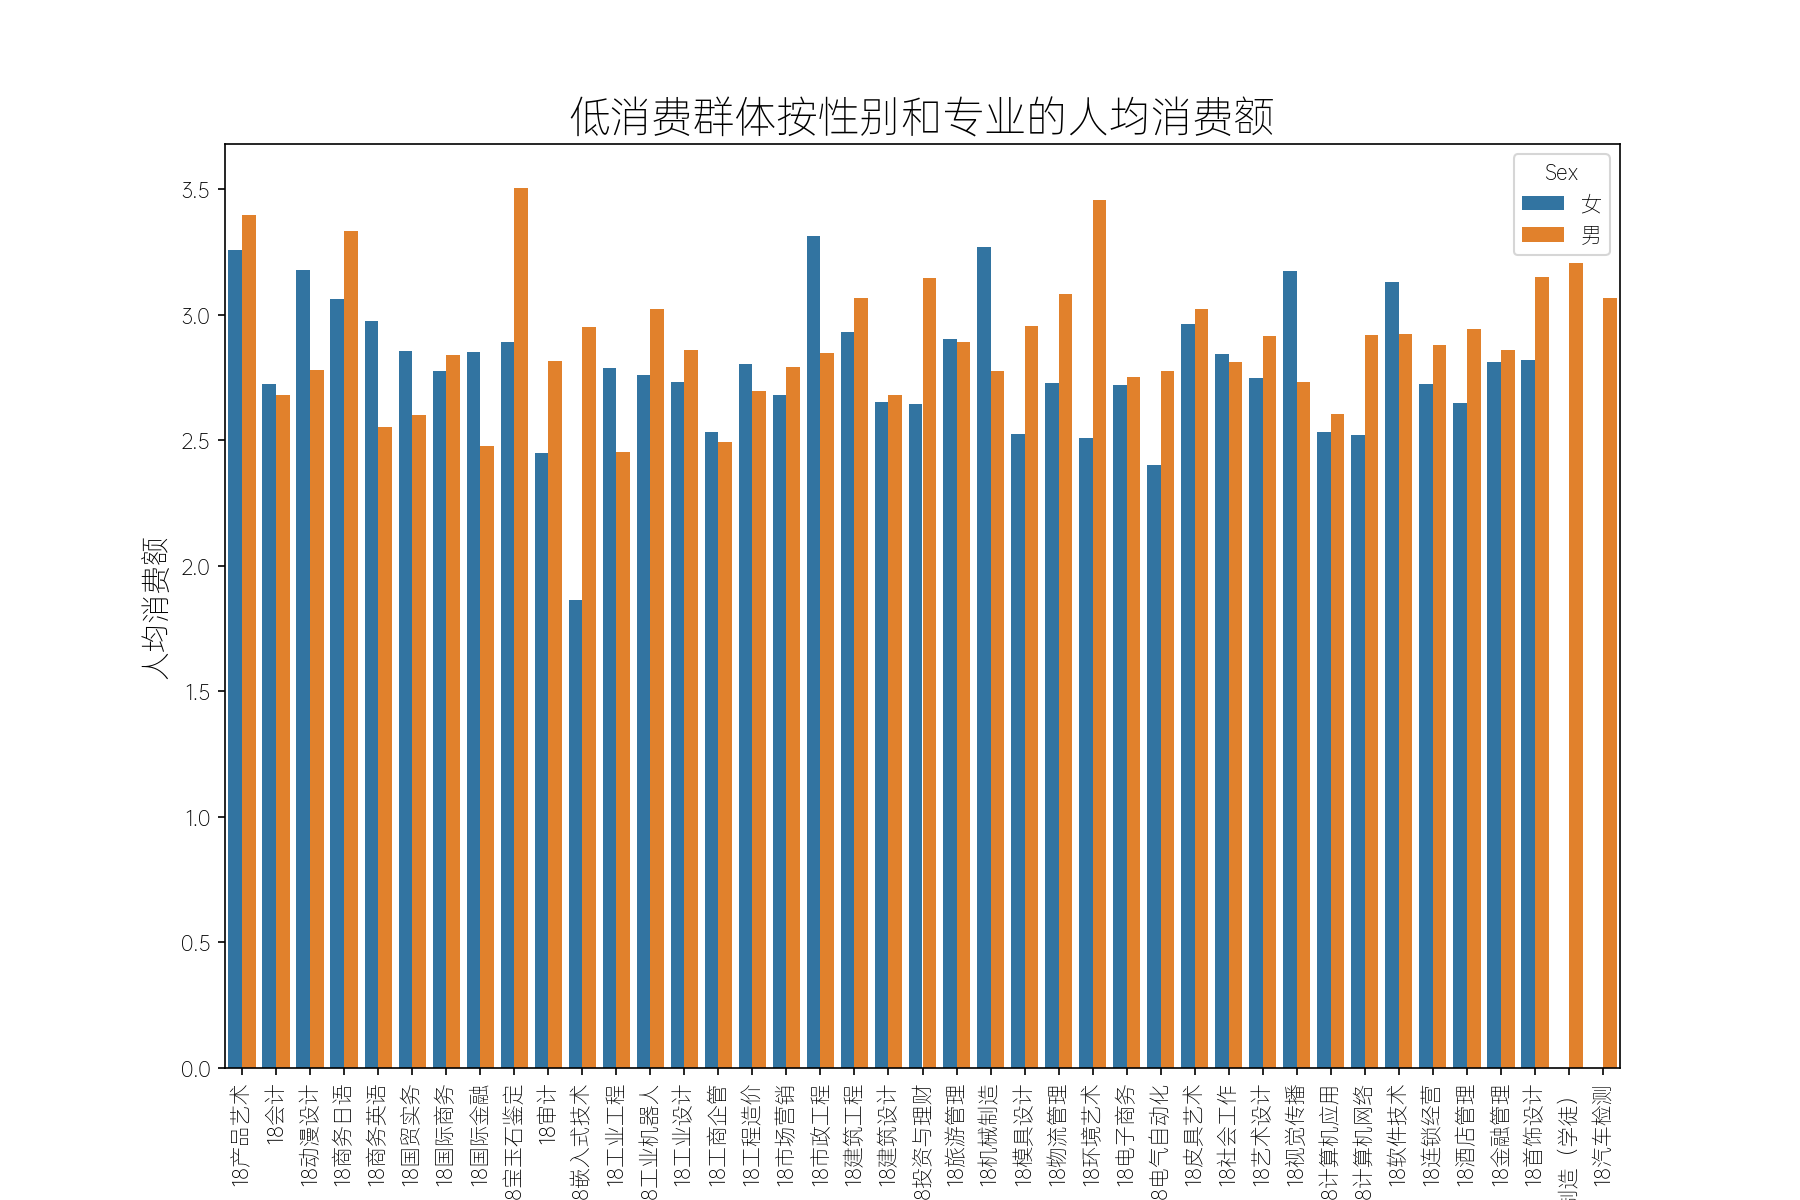 低消费群体按性别和专业的人均消费额
Sex
女
男
人均消费额
3.5
3.0
2.5
2.0
1.5
1.0
0.5
0.0
18产品艺术
18会计
18动漫设计
18商务日语
18商务英语
18国贸实务
18国际商务
18国际金融
8宝玉石鉴定
18审计
8嵌入式技术
18工业工程
8工业机器人
18工业设计
18工商企管
18工程造价
18市场营销
18市政工程
18建筑工程
18建筑设计
8投资与理财
18旅游管理
18机械制造
18模具设计
18物流管理
18环境艺术
18电子商务
8电气自动化
18皮具艺术
18社会工作
18艺术设计
18视觉传播
8计算机应用
8计算机网络
18软件技术
18连锁经营
18酒店管理
18金融管理
18首饰设计
制造（学徒）
18汽车检测